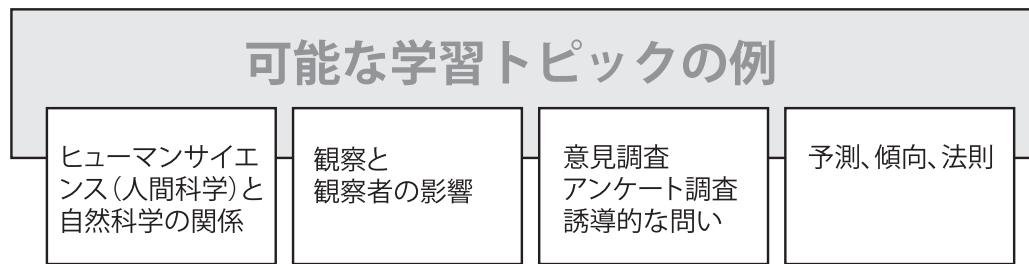 可能な学習トピックの例
ヒューマンサイエ
ンス(人間科学)と
自然科学の関係
観察と
観察者の影響
意見調査
アンケート調査
誘導的な問い
予測、傾向、法則